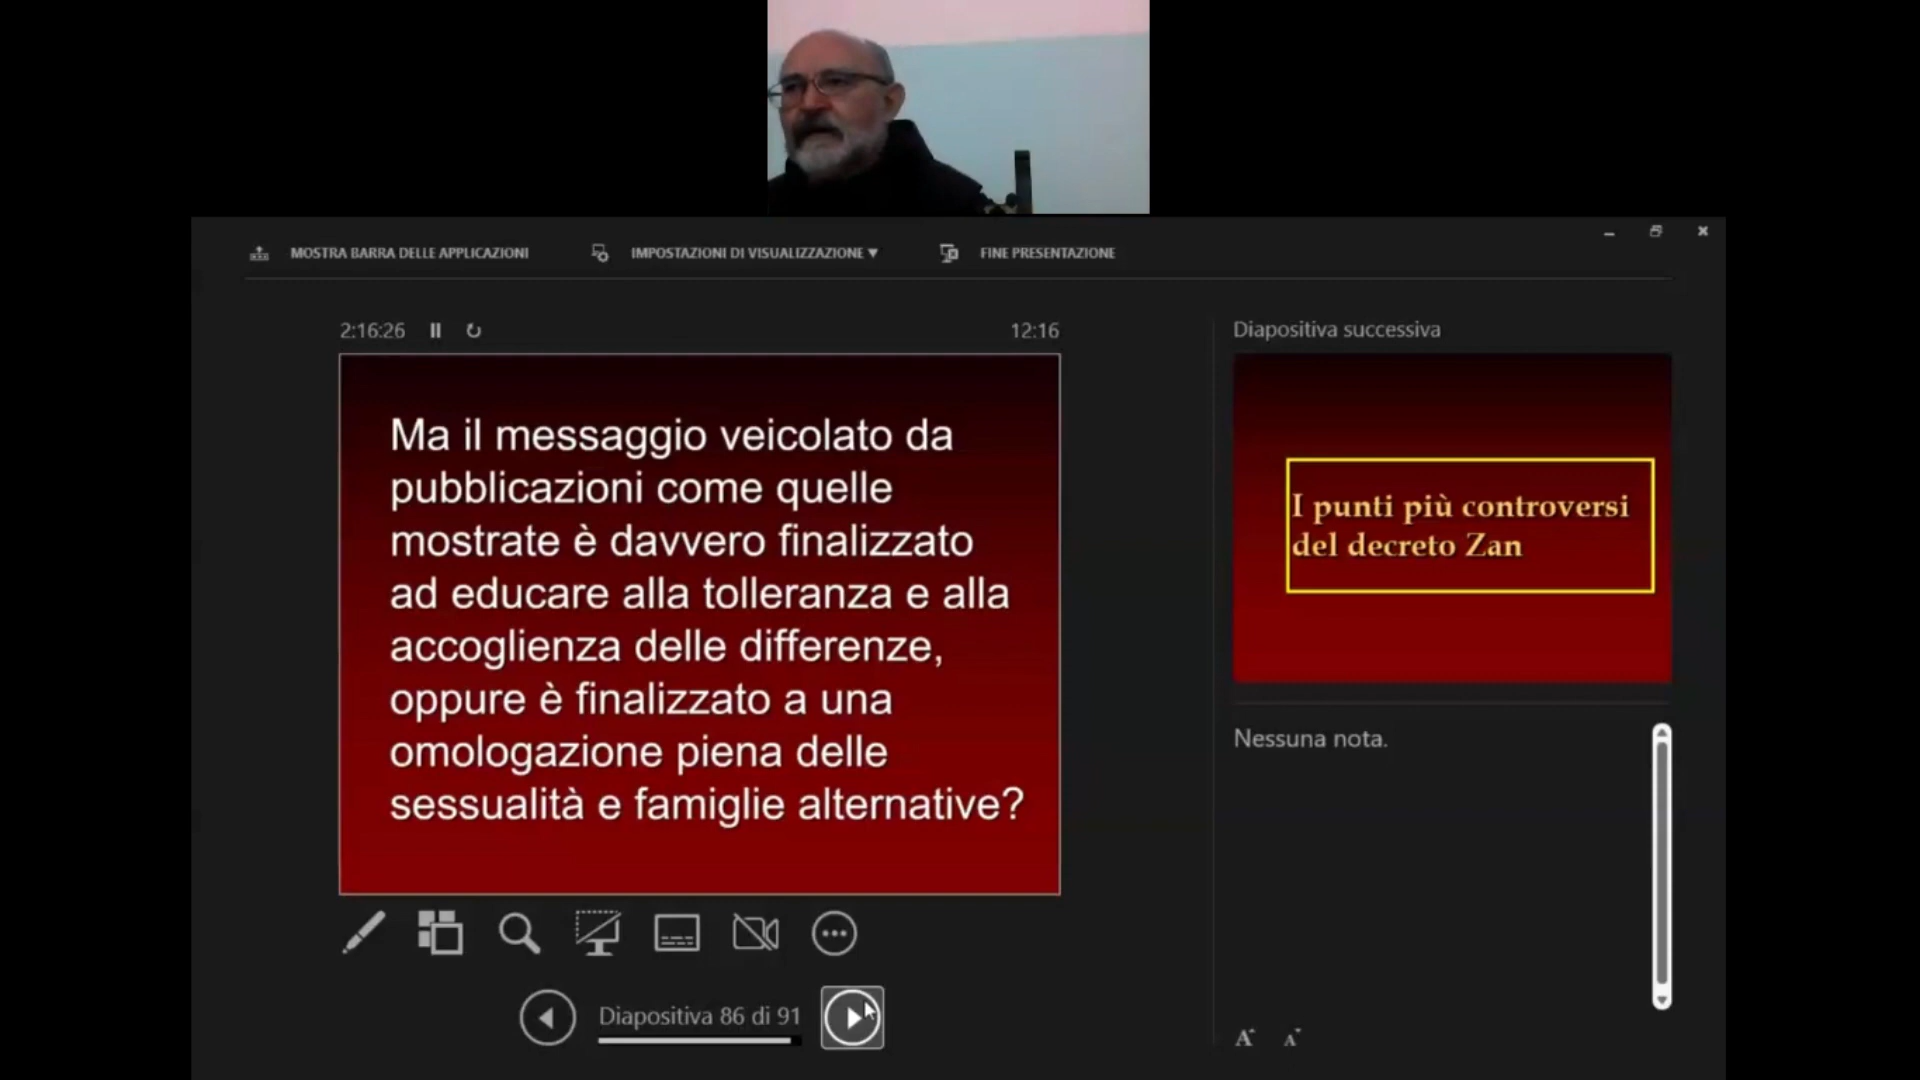 MOSTRA BARRA DELLE APPLICAZIONI
IMPOSTAZIONI DI VISUALIZZAZIONE ▼
FINE PRESENTAZIONE
2:16:26
12:16
Ma il messaggio veicolato da
pubblicazioni come quelle
mostrate è davvero finalizzato
ad educare alla tolleranza e alla
accoglienza delle differenze,
oppure è finalizzato a una
omologazione piena delle
sessualità e famiglie alternative?
Diapositiva 86 di 91
Diapositiva successiva
I punti più controversi
del decreto Zan
Nessuna nota.
A A